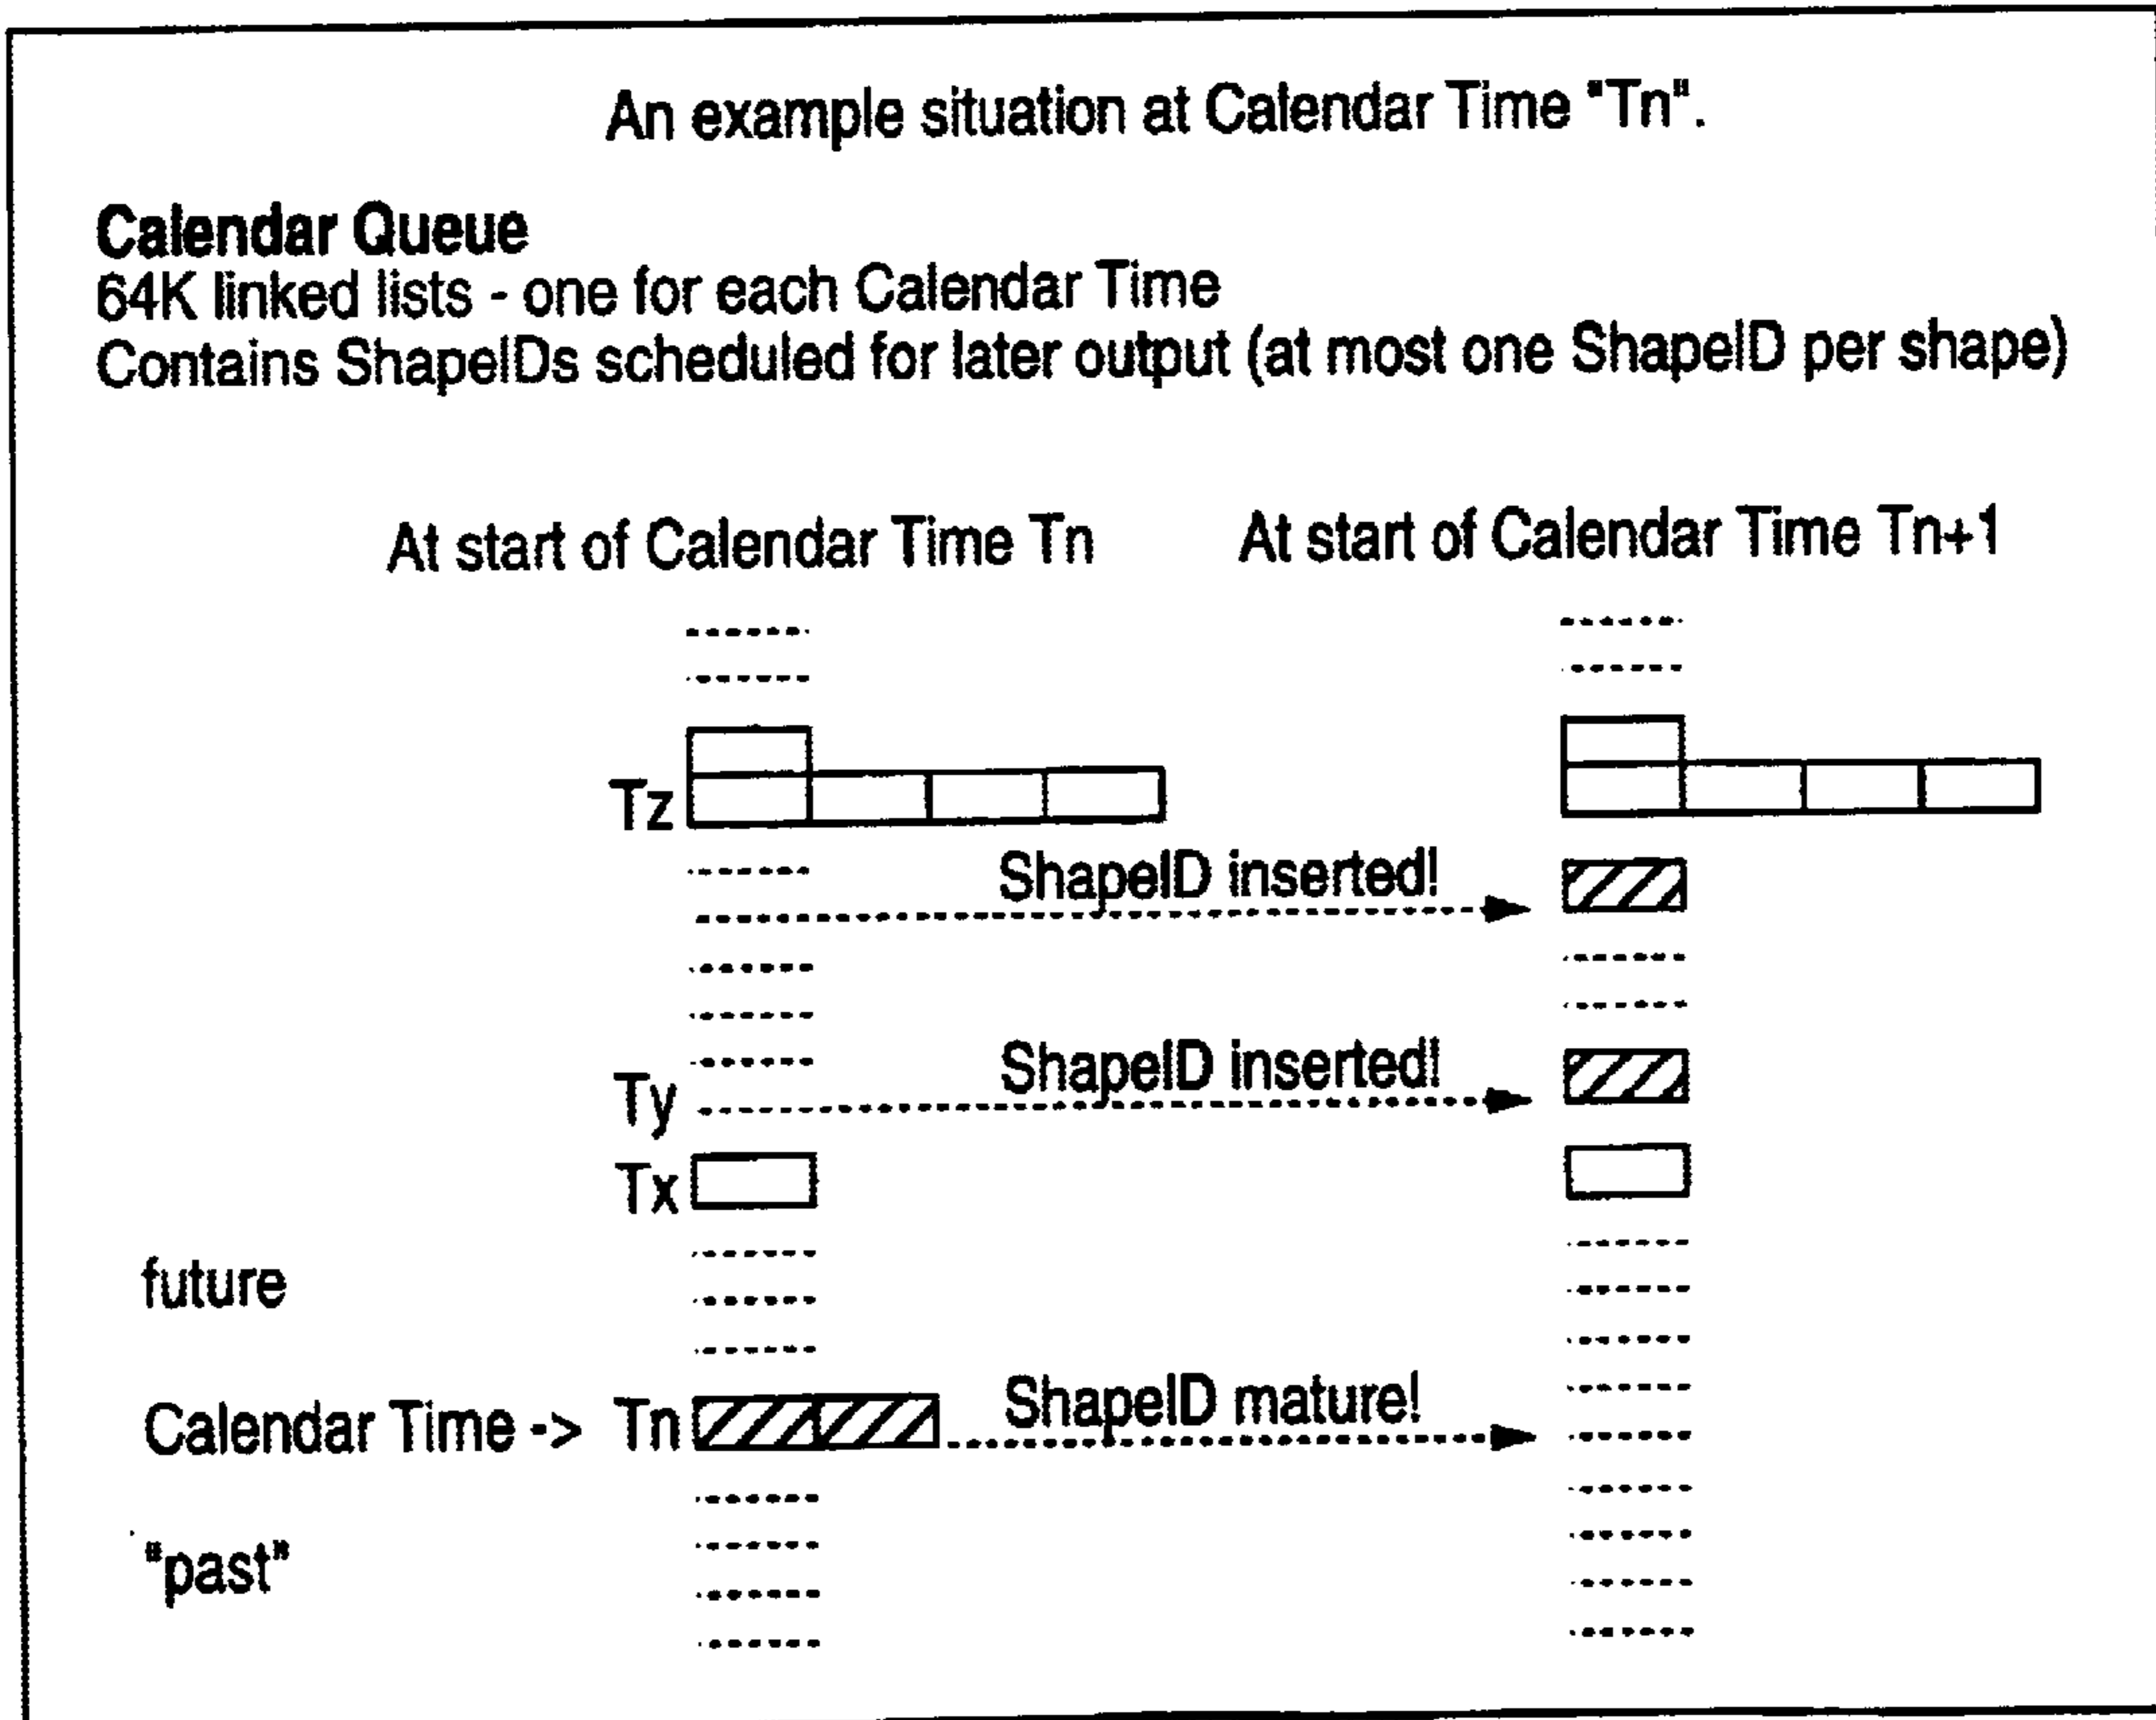 An example situation at Calendar Time "Tn".
Calendar Queue
64K linked lists - one for each Calendar Time
Contains ShapeIDs scheduled for later output (at most one ShapeID per shape)
At start of Calendar Time Tn
At start of Calendar Time Tn+1
Tz
ShapeID inserted!
Ty
ShapeID inserted!
Tx
future
Calendar Time -> Tn
ShapeID mature!
"past"